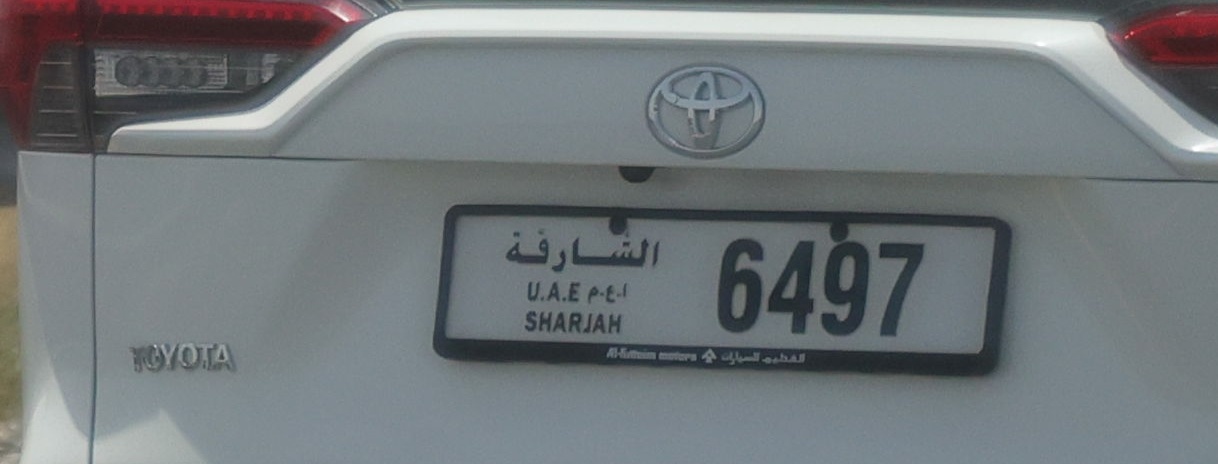 الشارقة
U.A.E ا.ع.م
SHARJAH
6497
Al-Futtaim motors الفطيم للسيارات
TOYOTA